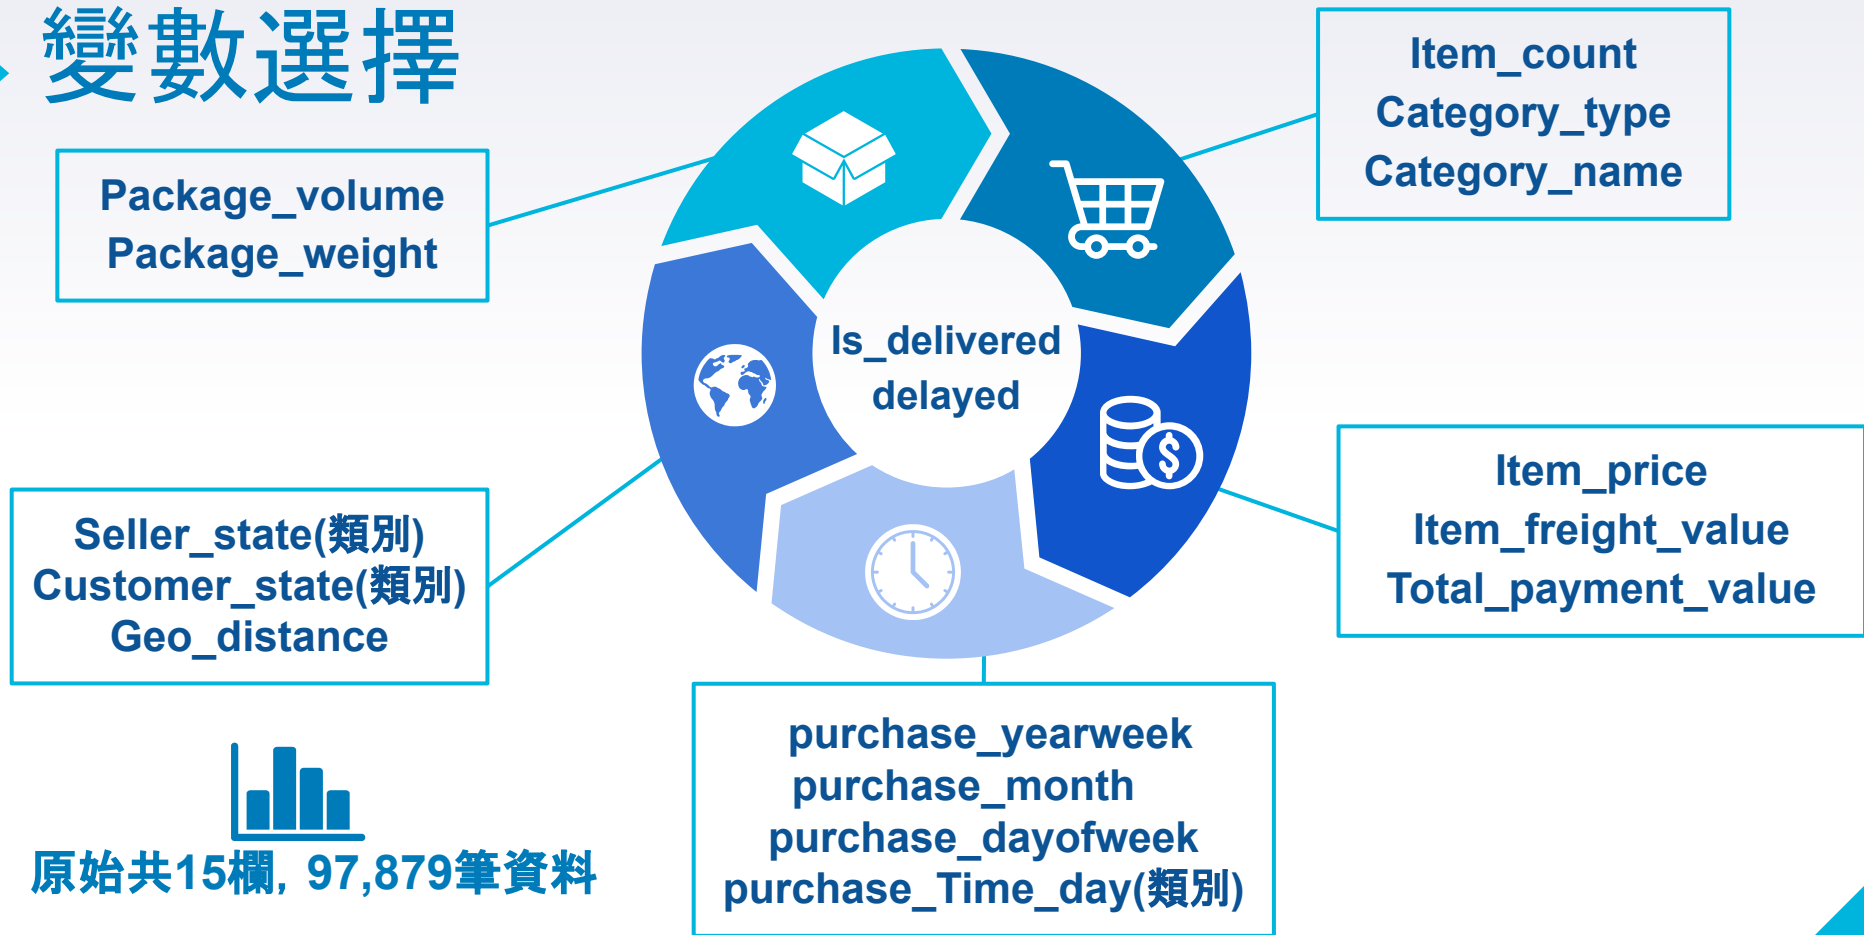 變數選擇
Package_volume
Package_weight
Item_count
Category_type
Category_name
Is_delivered
delayed
$
Seller_state(類別)
Customer_state(類別)
Geo_distance
Item_price
Item_freight_value
Total_payment_value
purchase_yearweek
purchase_month
purchase_dayofweek
purchase_Time_day(類別)
原始共15欄，97,879筆資料